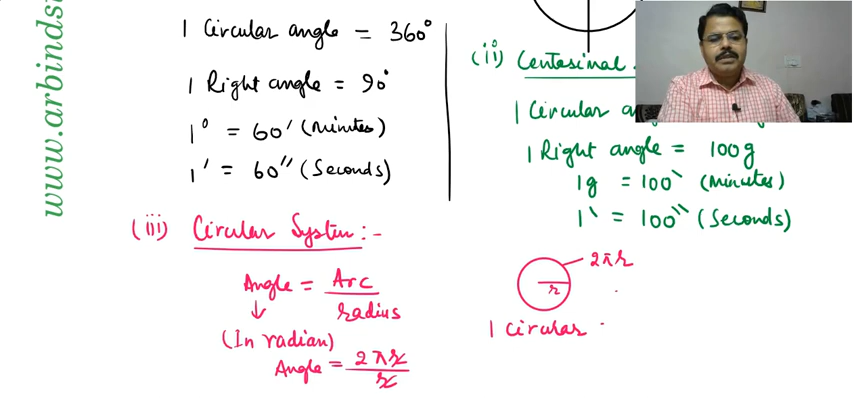 www.arbinds
1 Circular angle = 360°
1 Right angle = 90°
1° = 60′ (Minutes)
1′ = 60″ (Seconds)
(ii) Centasimal
1 Circular
1 Right angle = 100g
1g = 100‵ (Minutes)
1‵ = 100‶ (Seconds)
(iii) Circular System :-
Angle = Arc / radius
(In radian)
Angle = 2πr / r
2πr
r
1 Circular